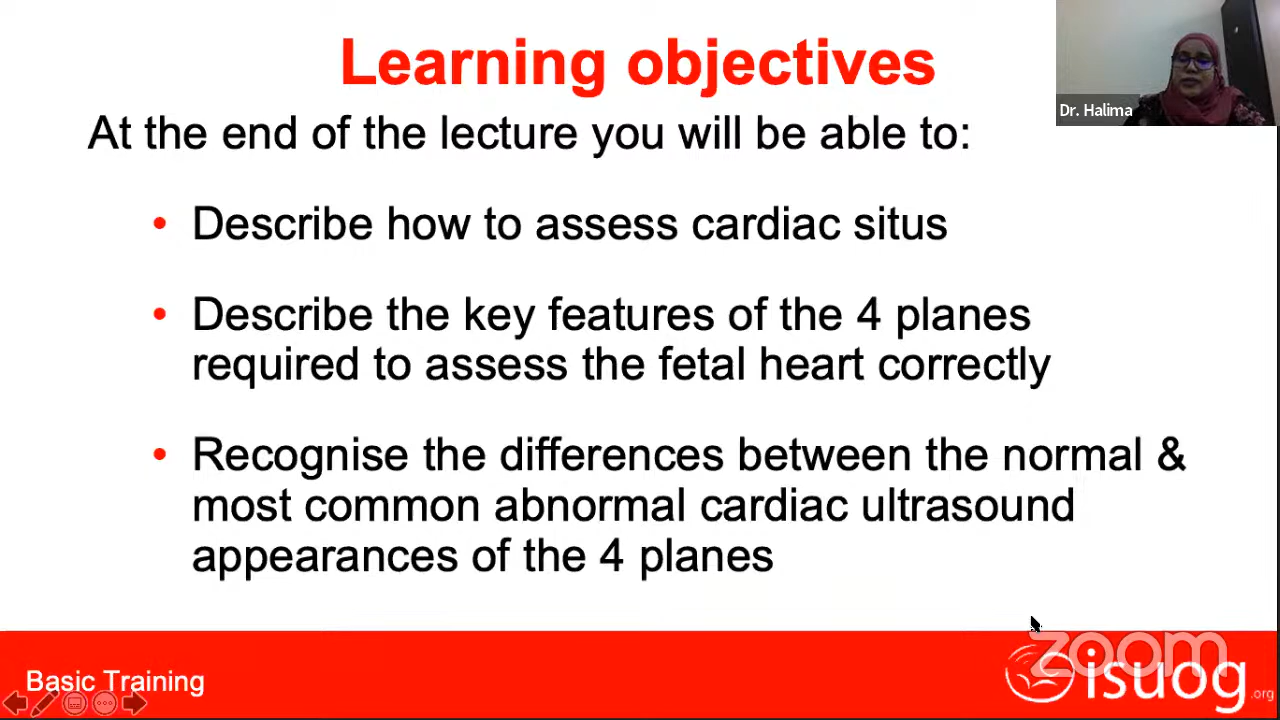 Learning objectives
Dr. Halima
At the end of the lecture you will be able to:
• Describe how to assess cardiac situs
• Describe the key features of the 4 planes
required to assess the fetal heart correctly
• Recognise the differences between the normal &
most common abnormal cardiac ultrasound
appearances of the 4 planes
zoom
Basic Training
isuog.org